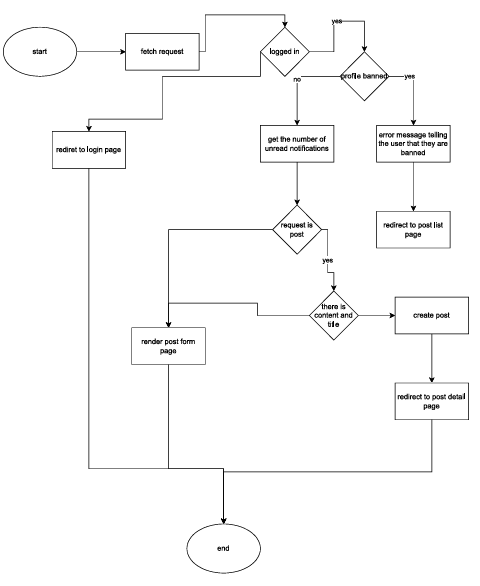 yes
start
fetch request
logged in
profile banned
no
yes
rediret to login page
get the number of
unread notifications
error message telling
the user that they are
banned
request is
post
redirect to post list
page
yes
there is
content and
title
create post
render post form
page
redirect to post detail
page
end